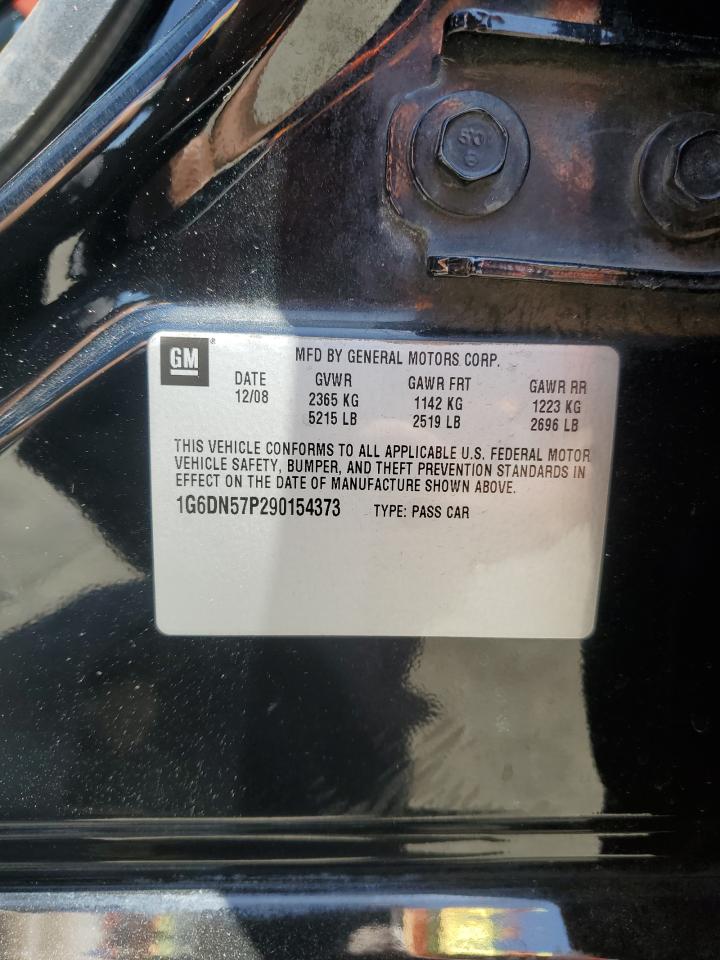 GM ®
MFD BY GENERAL MOTORS CORP.
DATE GVWR GAWR FRT GAWR RR
12/08 2365 KG 1142 KG 1223 KG
5215 LB 2519 LB 2696 LB
THIS VEHICLE CONFORMS TO ALL APPLICABLE U.S. FEDERAL MOTOR
VEHICLE SAFETY, BUMPER, AND THEFT PREVENTION STANDARDS IN
EFFECT ON THE DATE OF MANUFACTURE SHOWN ABOVE.
1G6DN57P290154373 TYPE: PASS CAR